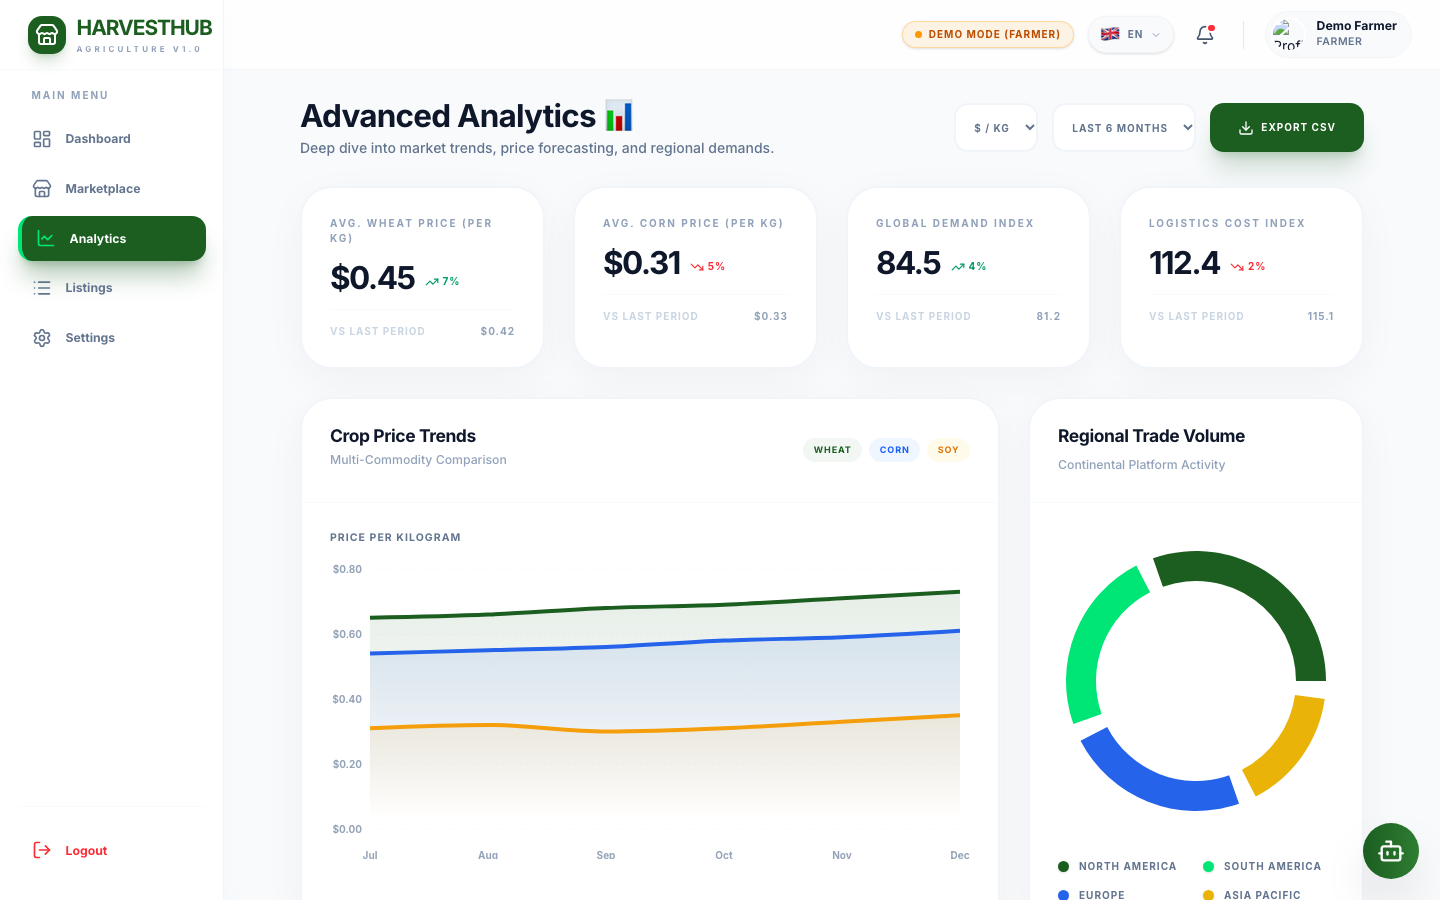 HARVESTHUB
AGRICULTURE V1.0
MAIN MENU
Dashboard
Marketplace
Analytics
Listings
Settings
Logout
DEMO MODE (FARMER)
EN
Prof
Demo Farmer
FARMER
Advanced Analytics
Deep dive into market trends, price forecasting, and regional demands.
$ / KG
LAST 6 MONTHS
EXPORT CSV
AVG. WHEAT PRICE (PER
KG)
$0.45 7%
VS LAST PERIOD $0.42
AVG. CORN PRICE (PER KG)
$0.31 5%
VS LAST PERIOD $0.33
GLOBAL DEMAND INDEX
84.5 4%
VS LAST PERIOD 81.2
LOGISTICS COST INDEX
112.4 2%
VS LAST PERIOD 115.1
Crop Price Trends
Multi-Commodity Comparison
WHEAT CORN SOY
PRICE PER KILOGRAM
$0.80
$0.60
$0.40
$0.20
$0.00
Jul Aug Sep Oct Nov Dec
Regional Trade Volume
Continental Platform Activity
NORTH AMERICA SOUTH AMERICA
EUROPE ASIA PACIFIC